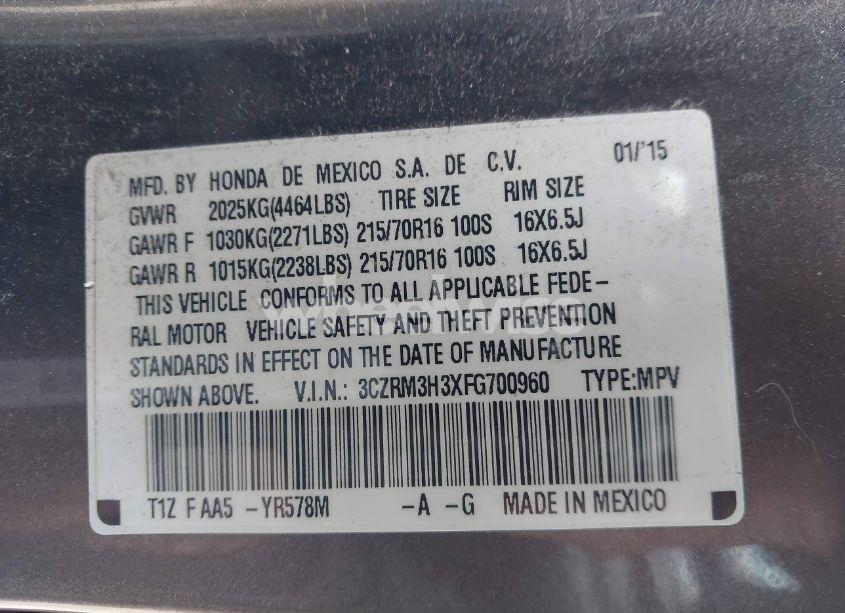 MFD. BY HONDA DE MEXICO S.A. DE C.V. 01/'15
GVWR 2025KG(4464LBS) TIRE SIZE RIM SIZE
GAWR F 1030KG(2271LBS) 215/70R16 100S 16X6.5J
GAWR R 1015KG(2238LBS) 215/70R16 100S 16X6.5J
THIS VEHICLE CONFORMS TO ALL APPLICABLE FEDE-
RAL MOTOR VEHICLE SAFETY AND THEFT PREVENTION
STANDARDS IN EFFECT ON THE DATE OF MANUFACTURE
SHOWN ABOVE. V.I.N.: 3CZRM3H3XFG700960 TYPE:MPV
T1Z FAA5 -YR578M -A -G MADE IN MEXICO